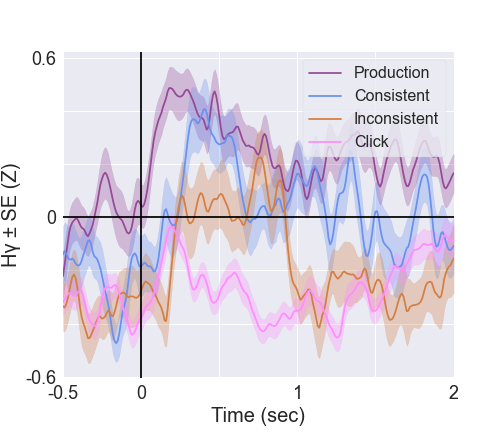 0.6
Production
Consistent
Inconsistent
Click
Hγ ± SE (Z)
0
-0.6
-0.5
0
1
2
Time (sec)